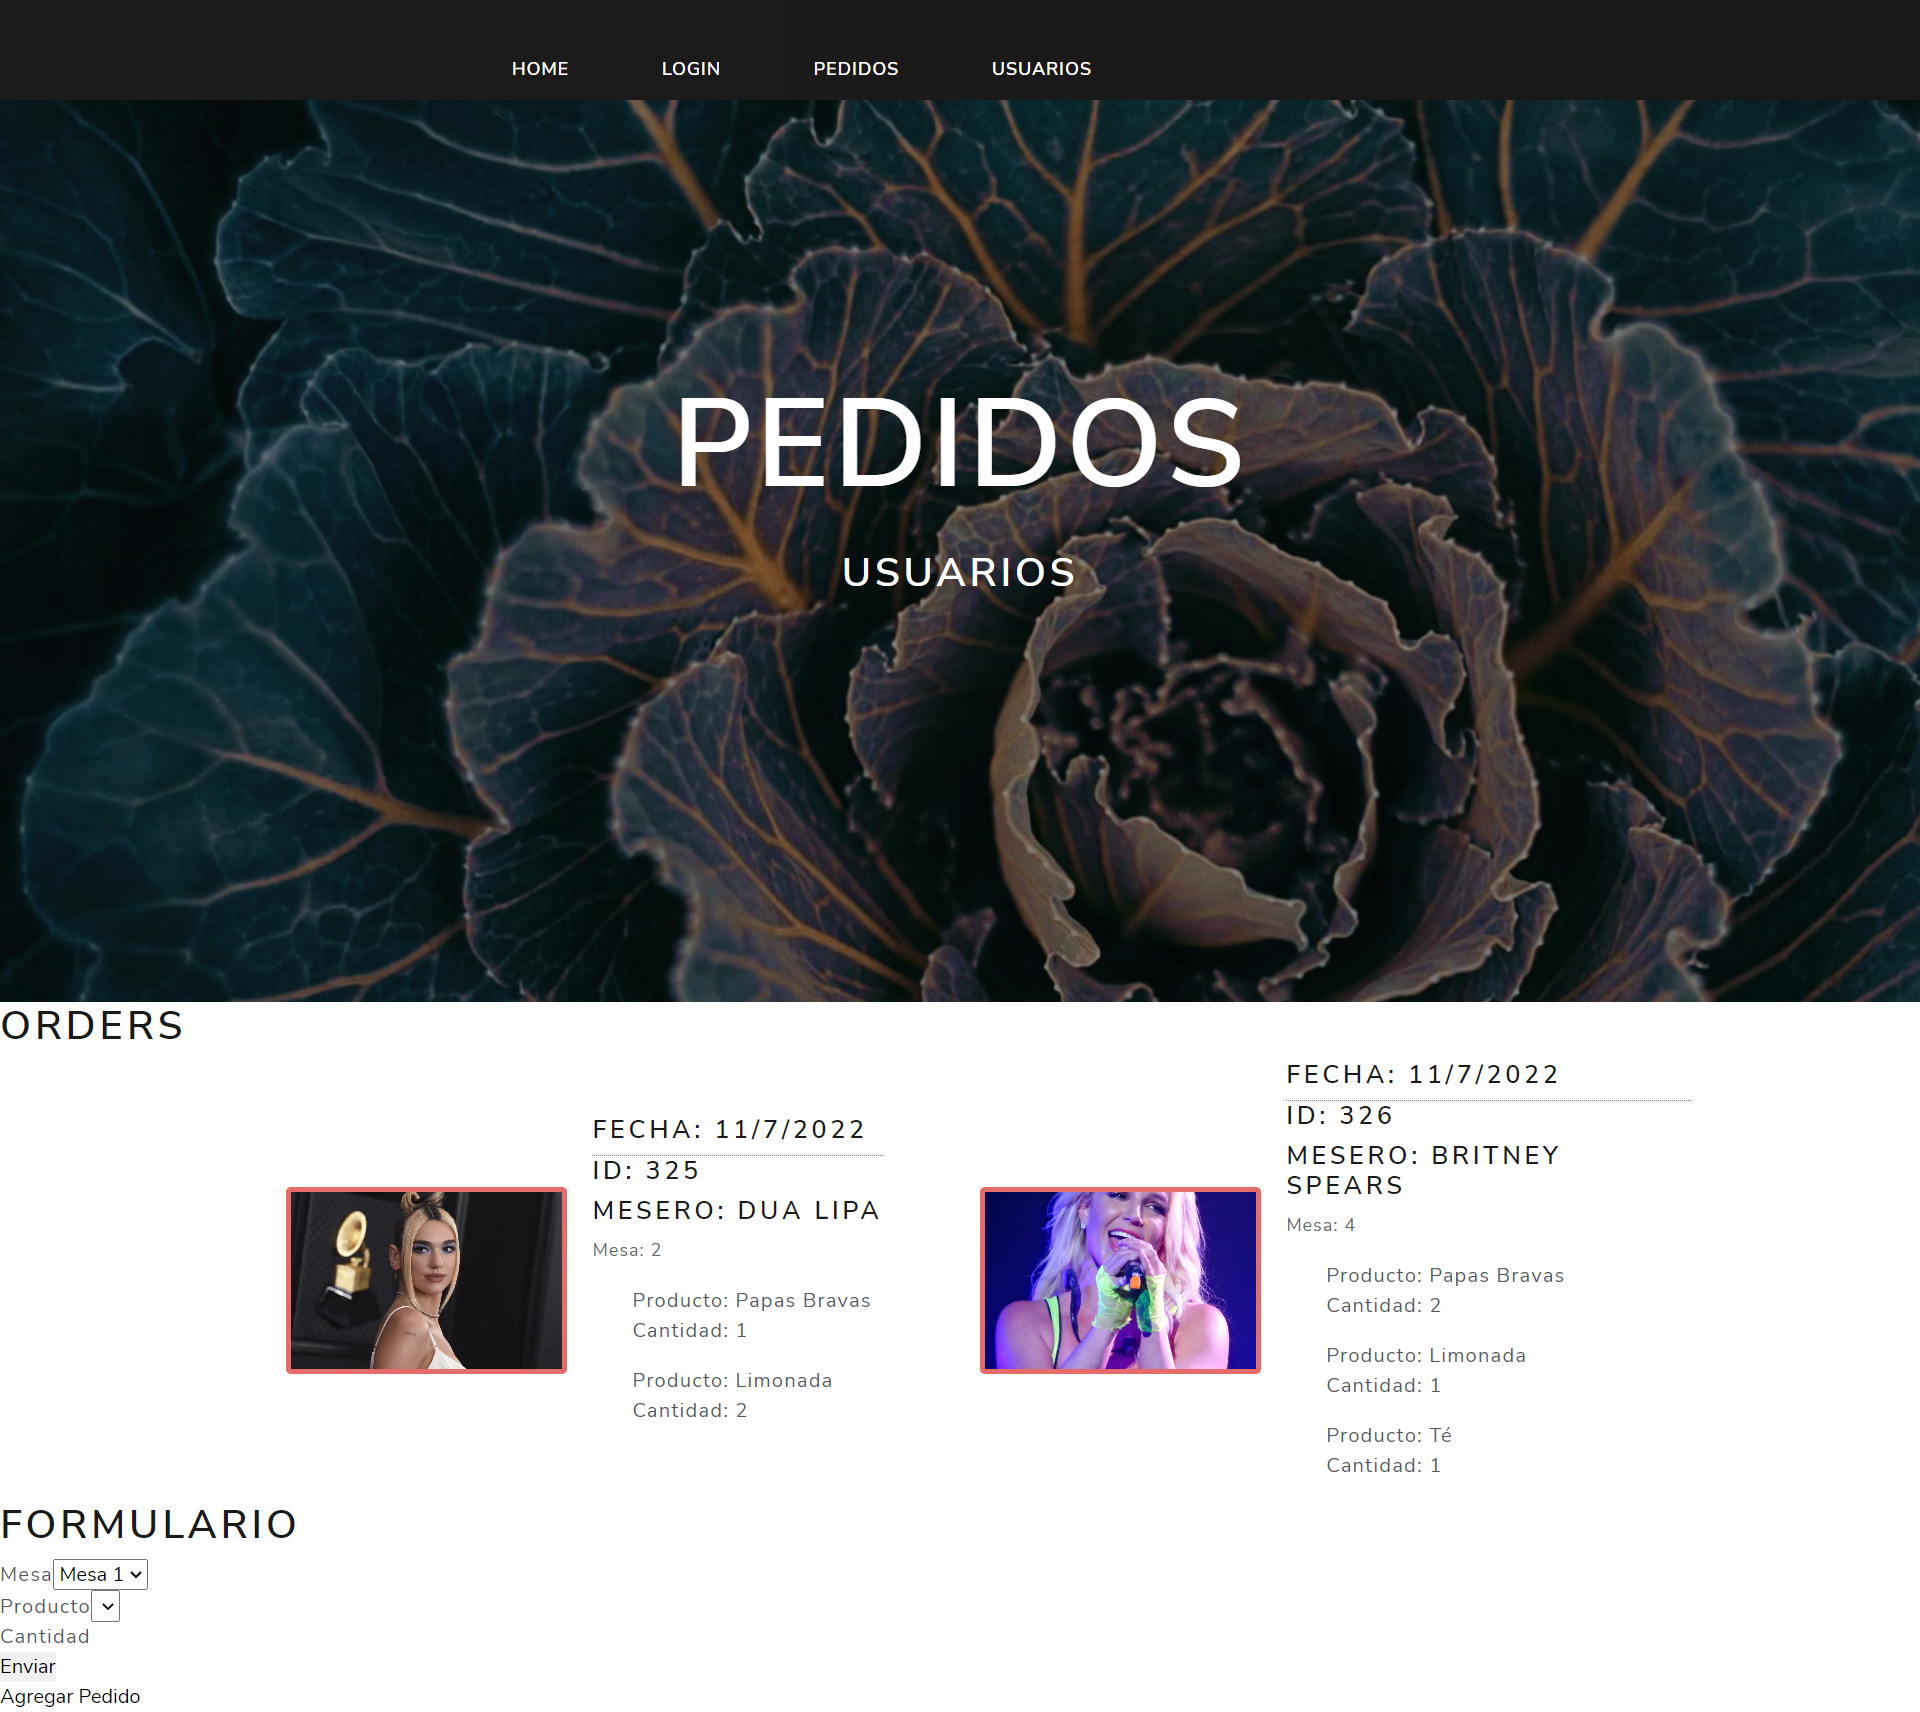 HOME LOGIN PEDIDOS USUARIOS
PEDIDOS
USUARIOS
ORDERS
FECHA: 11/7/2022
ID: 325
MESERO: DUA LIPA
Mesa: 2
Producto: Papas Bravas
Cantidad: 1
Producto: Limonada
Cantidad: 2
FECHA: 11/7/2022
ID: 326
MESERO: BRITNEY
SPEARS
Mesa: 4
Producto: Papas Bravas
Cantidad: 2
Producto: Limonada
Cantidad: 1
Producto: Té
Cantidad: 1
FORMULARIO
Mesa Mesa 1
Producto
Cantidad
Enviar
Agregar Pedido